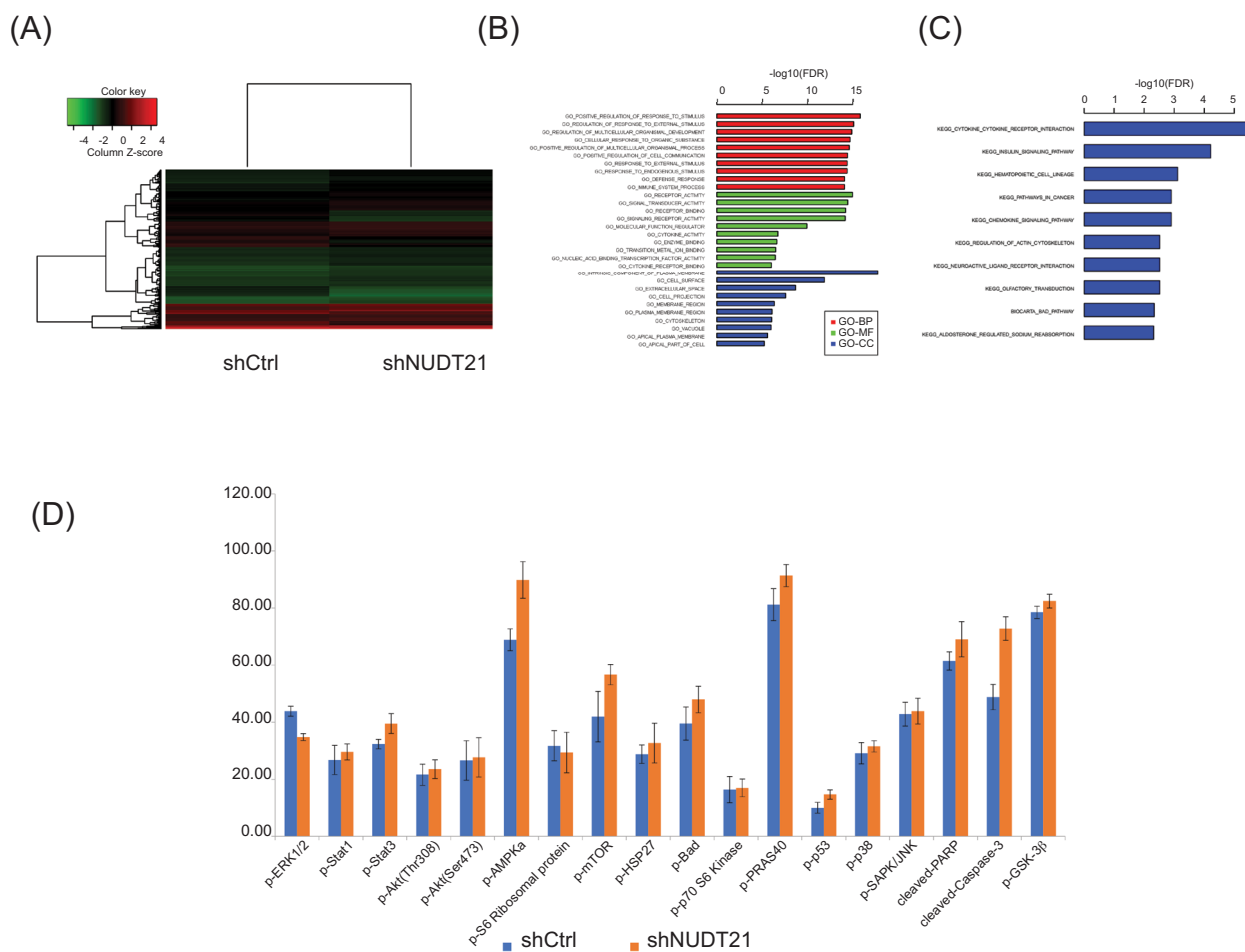 (A)
Color key
-4 -2 0 2 4
Column Z-score
shCtrl
shNUDT21
(B)
-log10(FDR)
0 5 10 15
GO_POSITIVE_REGULATION_OF_RESPONSE_TO_STIMULUS
GO_REGULATION_OF_RESPONSE_TO_EXTERNAL_STIMULUS
GO_REGULATION_OF_MULTICELLULAR_ORGANISMAL_DEVELOPMENT
GO_CELLULAR_RESPONSE_TO_ORGANIC_SUBSTANCE
GO_POSITIVE_REGULATION_OF_MULTICELLULAR_ORGANISMAL_PROCESS
GO_POSITIVE_REGULATION_OF_CELL_COMMUNICATION
GO_RESPONSE_TO_EXTERNAL_STIMULUS
GO_RESPONSE_TO_ENDOGENOUS_STIMULUS
GO_DEFENSE_RESPONSE
GO_IMMUNE_SYSTEM_PROCESS
GO_RECEPTOR_ACTIVITY
GO_SIGNAL_TRANSDUCER_ACTIVITY
GO_RECEPTOR_BINDING
GO_SIGNALING_RECEPTOR_ACTIVITY
GO_MOLECULAR_FUNCTION_REGULATOR
GO_CYTOKINE_ACTIVITY
GO_ENZYME_BINDING
GO_TRANSITION_METAL_ION_BINDING
GO_NUCLEIC_ACID_BINDING_TRANSCRIPTION_FACTOR_ACTIVITY
GO_CYTOKINE_RECEPTOR_BINDING
GO_INTRINSIC_COMPONENT_OF_PLASMA_MEMBRANE
GO_CELL_SURFACE
GO_EXTRACELLULAR_SPACE
GO_CELL_PROJECTION
GO_MEMBRANE_REGION
GO_PLASMA_MEMBRANE_REGION
GO_CYTOSKELETON
GO_VACUOLE
GO_APICAL_PLASMA_MEMBRANE
GO_APICAL_PART_OF_CELL
GO-BP
GO-MF
GO-CC
(C)
-log10(FDR)
0 1 2 3 4 5
KEGG_CYTOKINE_CYTOKINE_RECEPTOR_INTERACTION
KEGG_INSULIN_SIGNALING_PATHWAY
KEGG_HEMATOPOIETIC_CELL_LINEAGE
KEGG_PATHWAYS_IN_CANCER
KEGG_CHEMOKINE_SIGNALING_PATHWAY
KEGG_REGULATION_OF_ACTIN_CYTOSKELETON
KEGG_NEUROACTIVE_LIGAND_RECEPTOR_INTERACTION
KEGG_OLFACTORY_TRANSDUCTION
BIOCARTA_BAD_PATHWAY
KEGG_ALDOSTERONE_REGULATED_SODIUM_REABSORPTION
(D)
120.00
100.00
80.00
60.00
40.00
20.00
0.00
p-ERK1/2
p-Stat1
p-Stat3
p-Akt(Thr308)
p-Akt(Ser473)
p-AMPKa
p-S6 Ribosomal protein
p-mTOR
p-HSP27
p-Bad
p-p70 S6 Kinase
p-PRAS40
p-p53
p-p38
p-SAPK/JNK
cleaved-PARP
cleaved-Caspase-3
p-GSK-3β
shCtrl
shNUDT21